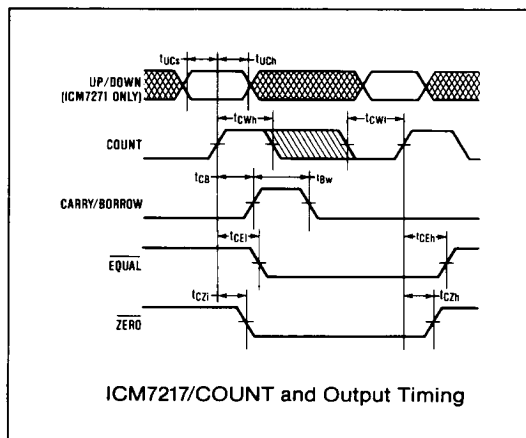 tUCs
tUCh
UP/DOWN
(ICM7271 ONLY)
tCWh
tCWl
COUNT
tCB
tBw
CARRY/BORROW
tCEl
tCEh
EQUAL
tCZl
tCZh
ZERO
ICM7217/COUNT and Output Timing